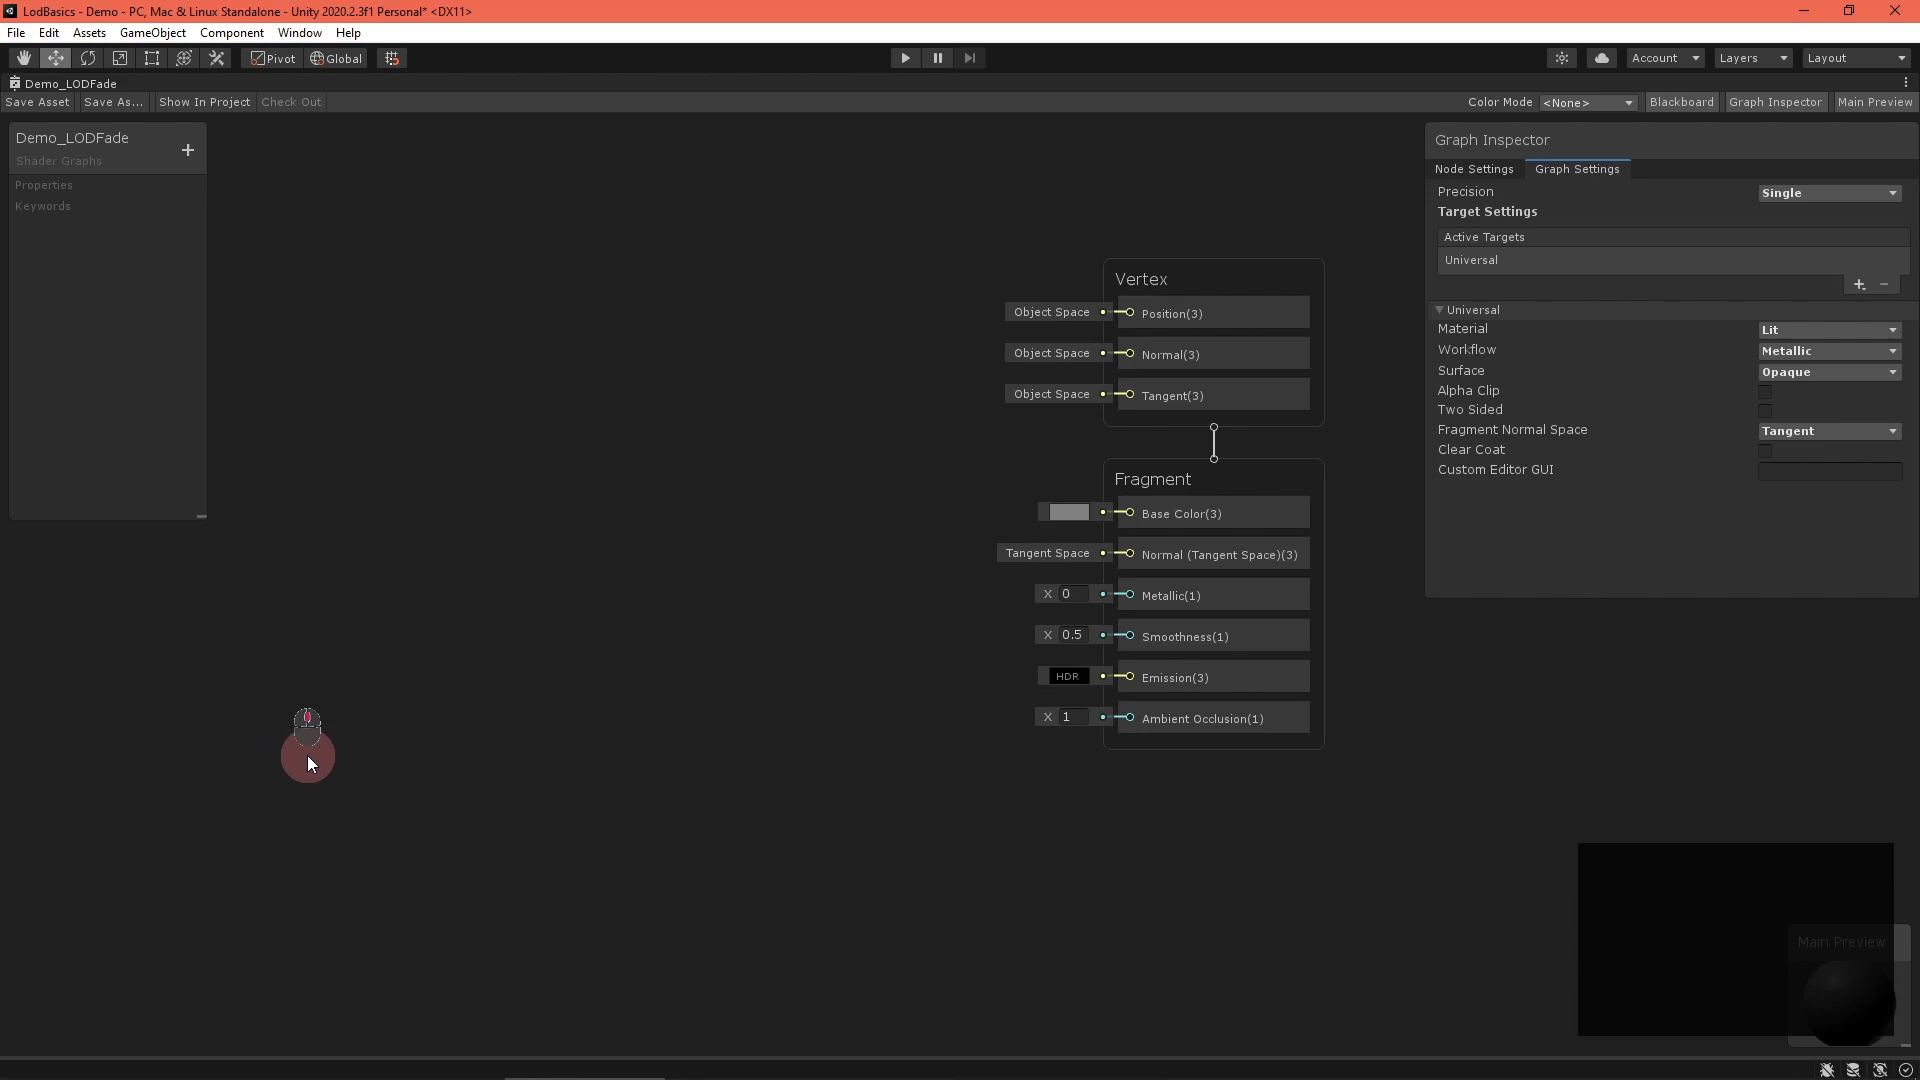 LodBasics - Demo - PC, Mac & Linux Standalone - Unity 2020.2.3f1 Personal* <DX11>
File Edit Assets GameObject Component Window Help
Pivot Global Account Layers Layout
Demo_LODFade
Save Asset Save As... Show In Project Check Out Color Mode <None> Blackboard Graph Inspector Main Preview
Demo_LODFade
Shader Graphs
Properties
Keywords
Vertex
Object Space Position(3)
Object Space Normal(3)
Object Space Tangent(3)
Fragment
Base Color(3)
Tangent Space Normal (Tangent Space)(3)
X 0 Metallic(1)
X 0.5 Smoothness(1)
HDR Emission(3)
X 1 Ambient Occlusion(1)
Graph Inspector
Node Settings Graph Settings
Precision Single
Target Settings
Active Targets
Universal
Universal
Material Lit
Workflow Metallic
Surface Opaque
Alpha Clip
Two Sided
Fragment Normal Space Tangent
Clear Coat
Custom Editor GUI
Main Preview